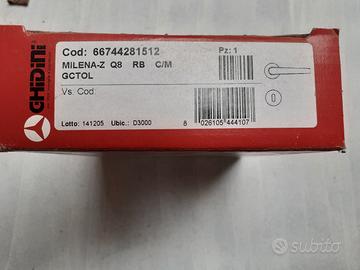 GHIDINI
Cod: 66744281512
Pz: 1
MILENA-Z Q8 RB C/M
GCTOL
Vs. Cod.
Lotto: 141205 Ubic.: D3000
8 026105 444107
subito